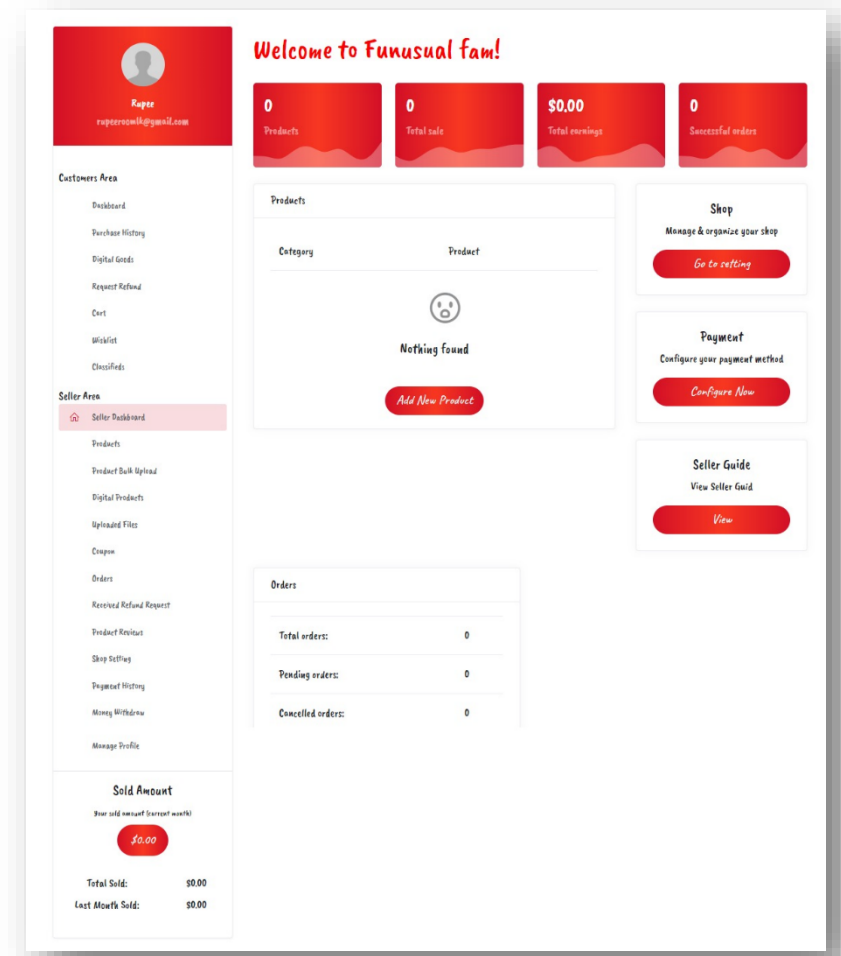 Rupee
Welcome to Funusual fam!
0
Products
0
Total sale
$0.00
Total earnings
0
Successful orders
Customers Area
Dashboard
Purchase History
Digital Goods
Request Refund
Cart
Wishlist
Classifieds
Seller Area
Seller Dashboard
Products
Product Bulk Upload
Digital Products
Uploaded Files
Coupon
Orders
Received Refund Request
Product Reviews
Shop Setting
Payment History
Money Withdraw
Manage Profile
Sold Amount
Your sold amount (current month)
$0.00
Total Sold: $0.00
Last Month Sold: $0.00
Products
Category Product
Nothing found
Add New Product
Shop
Manage & organize your shop
Go to setting
Payment
Configure your payment method
Configure Now
Seller Guide
View Seller Guid
View
Orders
Total orders: 0
Pending orders: 0
Cancelled orders: 0